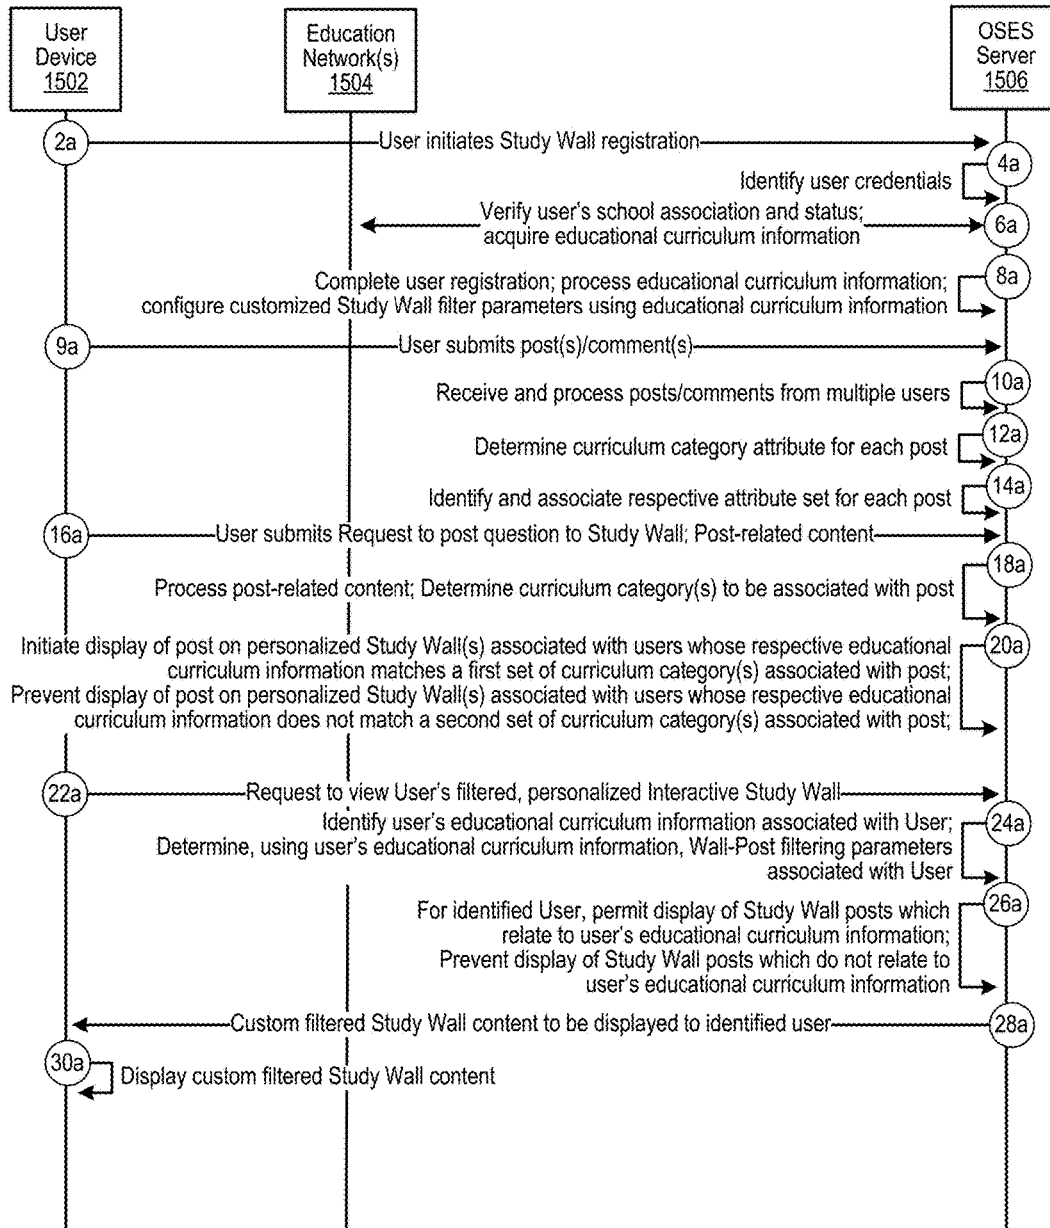 User
Device
1502
Education
Network(s)
1504
OSES
Server
1506
2a
User initiates Study Wall registration
4a
Identify user credentials
Verify user's school association and status;
acquire educational curriculum information
6a
8a
Complete user registration; process educational curriculum information;
configure customized Study Wall filter parameters using educational curriculum information
9a
User submits post(s)/comment(s)
10a
Receive and process posts/comments from multiple users
12a
Determine curriculum category attribute for each post
14a
Identify and associate respective attribute set for each post
16a
User submits Request to post question to Study Wall; Post-related content
18a
Process post-related content; Determine curriculum category(s) to be associated with post
20a
Initiate display of post on personalized Study Wall(s) associated with users whose respective educational
curriculum information matches a first set of curriculum category(s) associated with post;
Prevent display of post on personalized Study Wall(s) associated with users whose respective educational
curriculum information does not match a second set of curriculum category(s) associated with post;
22a
Request to view User's filtered, personalized Interactive Study Wall
24a
Identify user's educational curriculum information associated with User;
Determine, using user's educational curriculum information, Wall-Post filtering parameters
associated with User
26a
For identified User, permit display of Study Wall posts which
relate to user's educational curriculum information;
Prevent display of Study Wall posts which do not relate to
user's educational curriculum information
Custom filtered Study Wall content to be displayed to identified user
28a
30a
Display custom filtered Study Wall content